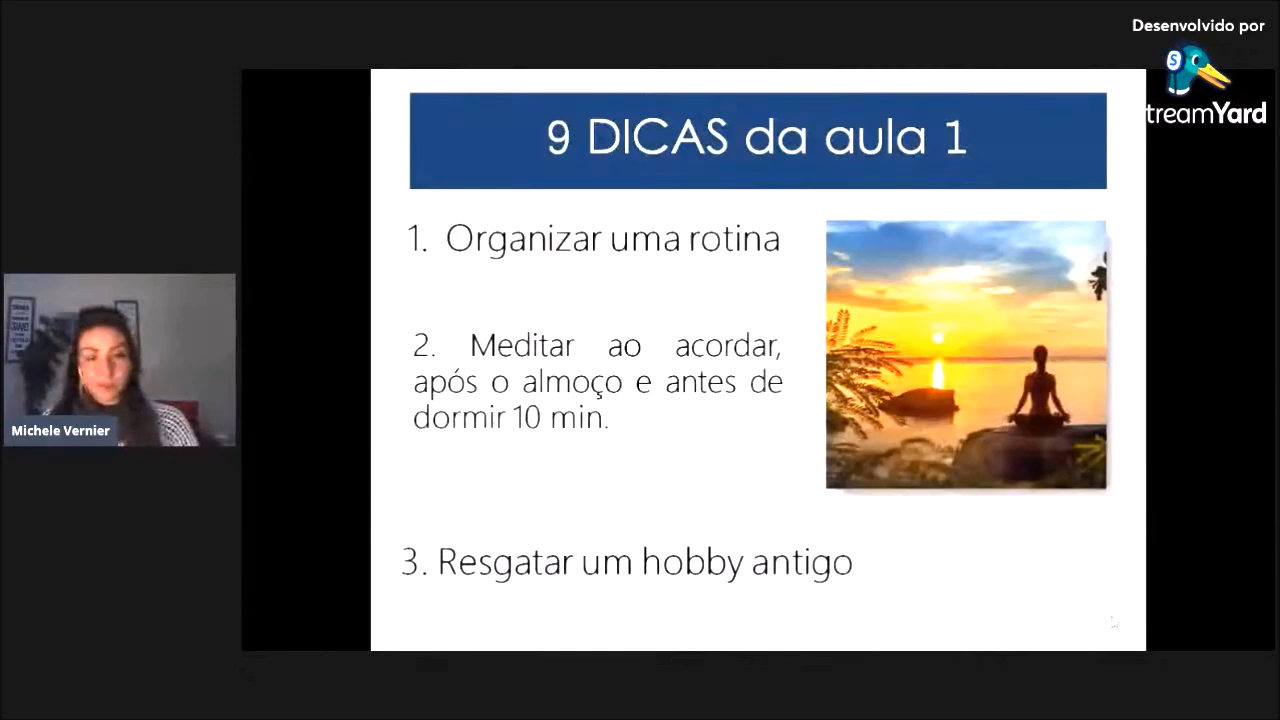 Desenvolvido por
treamYard
9 DICAS da aula 1
1. Organizar uma rotina
2. Meditar ao acordar,
após o almoço e antes de
dormir 10 min.
3. Resgatar um hobby antigo
Michele Vernier